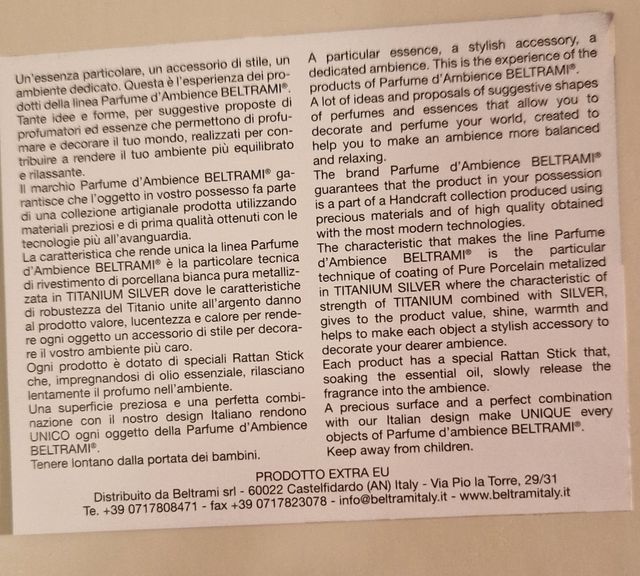 Un'essenza particolare, un accessorio di stile, un
ambiente dedicato. Questa è l'esperienza dei pro-
dotti della linea Parfume d'Ambience BELTRAMI®.
Tante idee e forme, per suggestive proposte di
profumatori ed essenze che permettono di profu-
mare e decorare il tuo mondo, realizzati per con-
tribuire a rendere il tuo ambiente più equilibrato
e rilassante.
Il marchio Parfume d'Ambience BELTRAMI® ga-
rantisce che l'oggetto in vostro possesso fa parte
di una collezione artigianale prodotta utilizzando
materiali preziosi e di prima qualità ottenuti con le
tecnologie più all'avanguardia.
La caratteristica che rende unica la linea Parfume
d'Ambience BELTRAMI® è la particolare tecnica
di rivestimento di porcellana bianca pura metalliz-
zata in TITANIUM SILVER dove le caratteristiche
di robustezza del Titanio unite all'argento danno
al prodotto valore, lucentezza e calore per rende-
re ogni oggetto un accessorio di stile per decora-
re il vostro ambiente più caro.
Ogni prodotto è dotato di speciali Rattan Stick
che, impregnandosi di olio essenziale, rilasciano
lentamente il profumo nell'ambiente.
Una superficie preziosa e una perfetta combi-
nazione con il nostro design Italiano rendono
UNICO ogni oggetto della Parfume d'Ambience
BELTRAMI®.
Tenere lontano dalla portata dei bambini.
A particular essence, a stylish accessory, a
dedicated ambience. This is the experience of the
products of Parfume d'Ambience BELTRAMI®.
A lot of ideas and proposals of suggestive shapes
of perfumes and essences that allow you to
decorate and perfume your world, created to
help you to make an ambience more balanced
and relaxing.
The brand Parfume d'Ambience BELTRAMI®
guarantees that the product in your possession
is a part of a Handcraft collection produced using
precious materials and of high quality obtained
with the most modern technologies.
The characteristic that makes the line Parfume
d'Ambience BELTRAMI® is the particular
technique of coating of Pure Porcelain metalized
in TITANIUM SILVER where the characteristic of
strength of TITANIUM combined with SILVER,
gives to the product value, shine, warmth and
helps to make each object a stylish accessory to
decorate your dearer ambience.
Each product has a special Rattan Stick that,
soaking the essential oil, slowly release the
fragrance into the ambience.
A precious surface and a perfect combination
with our Italian design make UNIQUE every
objects of Parfume d'ambience BELTRAMI®.
Keep away from children.
PRODOTTO EXTRA EU
Distribuito da Beltrami srl - 60022 Castelfidardo (AN) Italy - Via Pio la Torre, 29/31
Te. +39 0717808471 - fax +39 0717823078 - info@beltramitaly.it - www.beltramitaly.it